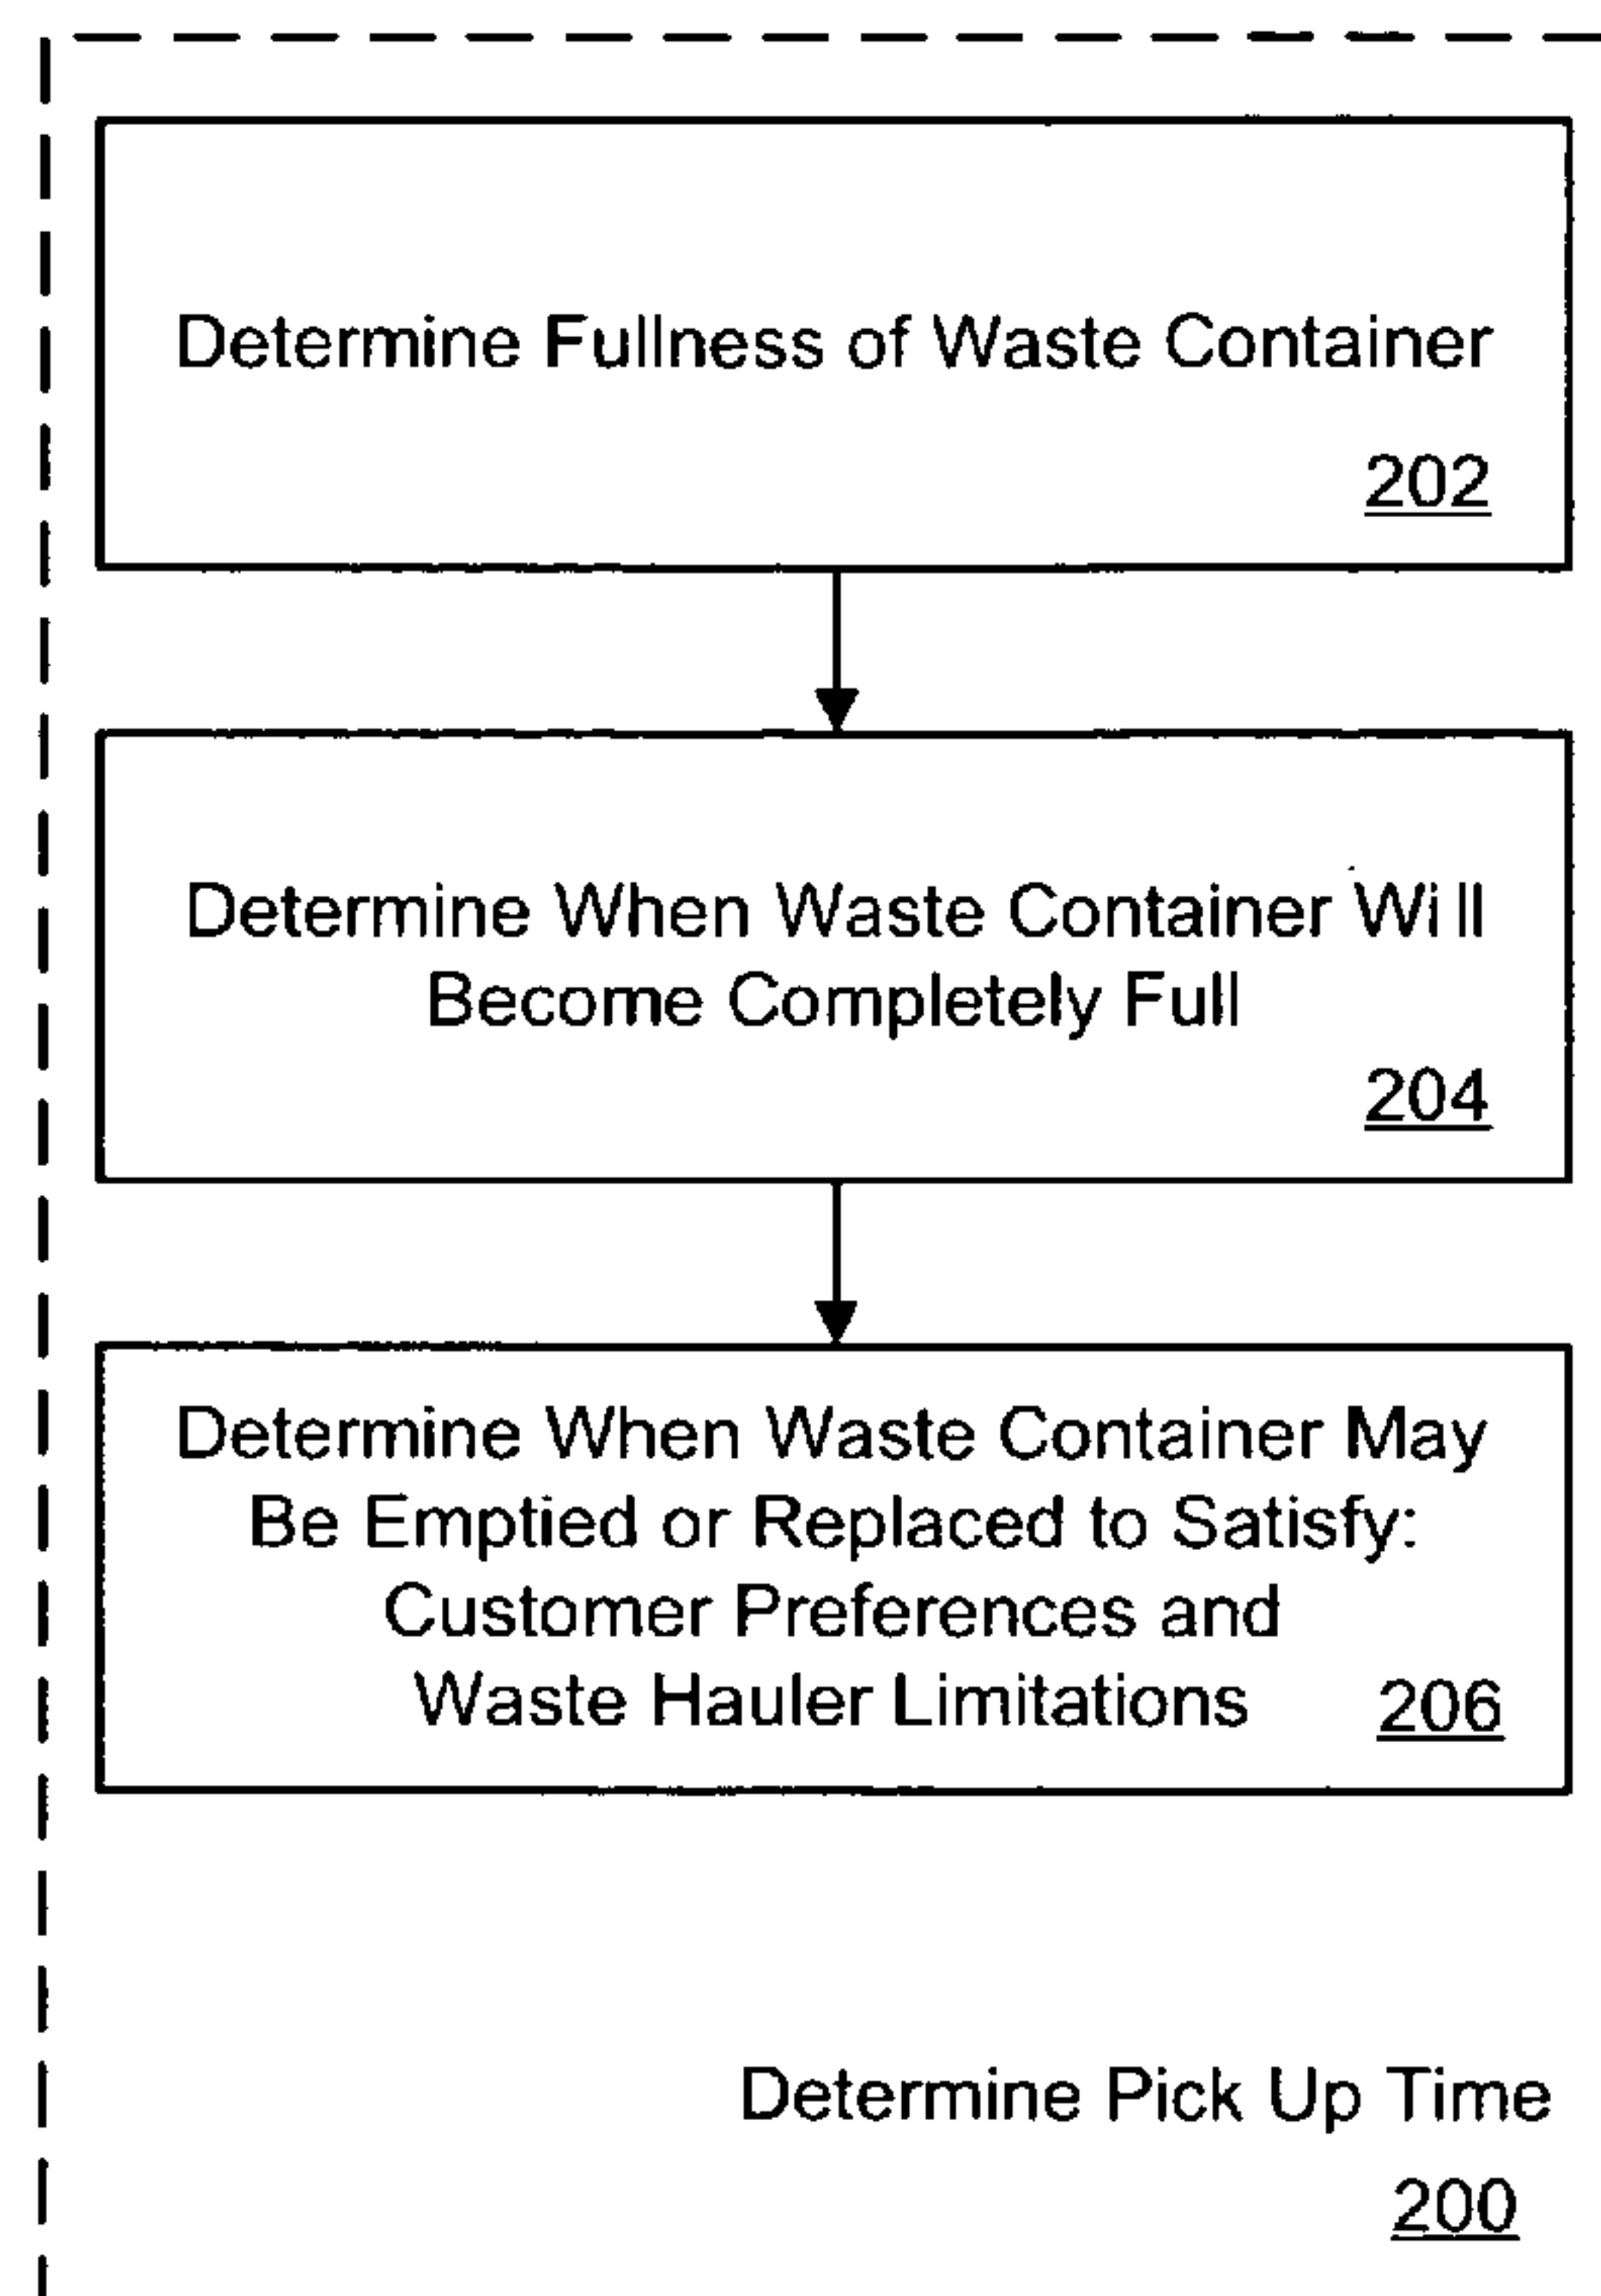 Determine Fullness of Waste Container
202
Determine When Waste Container Will
Become Completely Full
204
Determine When Waste Container May
Be Emptied or Replaced to Satisfy:
Customer Preferences and
Waste Hauler Limitations 206
Determine Pick Up Time
200